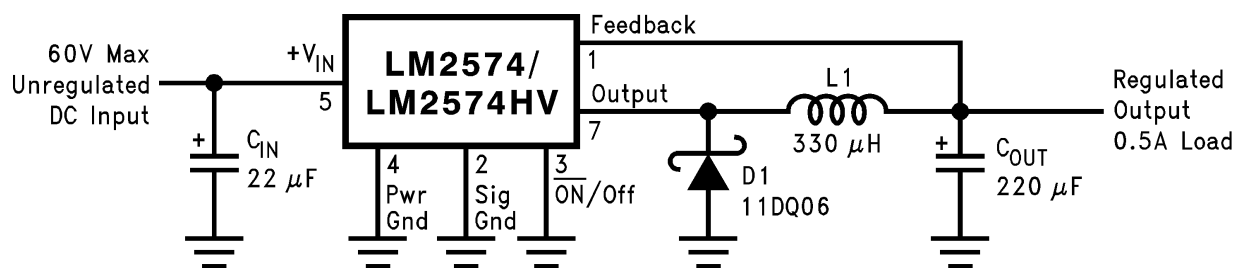 60V Max
Unregulated
DC Input
+VIN
5
+
CIN
22 μF
LM2574/
LM2574HV
Feedback
1
Output
7
4
Pwr
Gnd
2
Sig
Gnd
3
ON/Off
D1
11DQ06
L1
330 μH
+
COUT
220 μF
Regulated
Output
0.5A Load